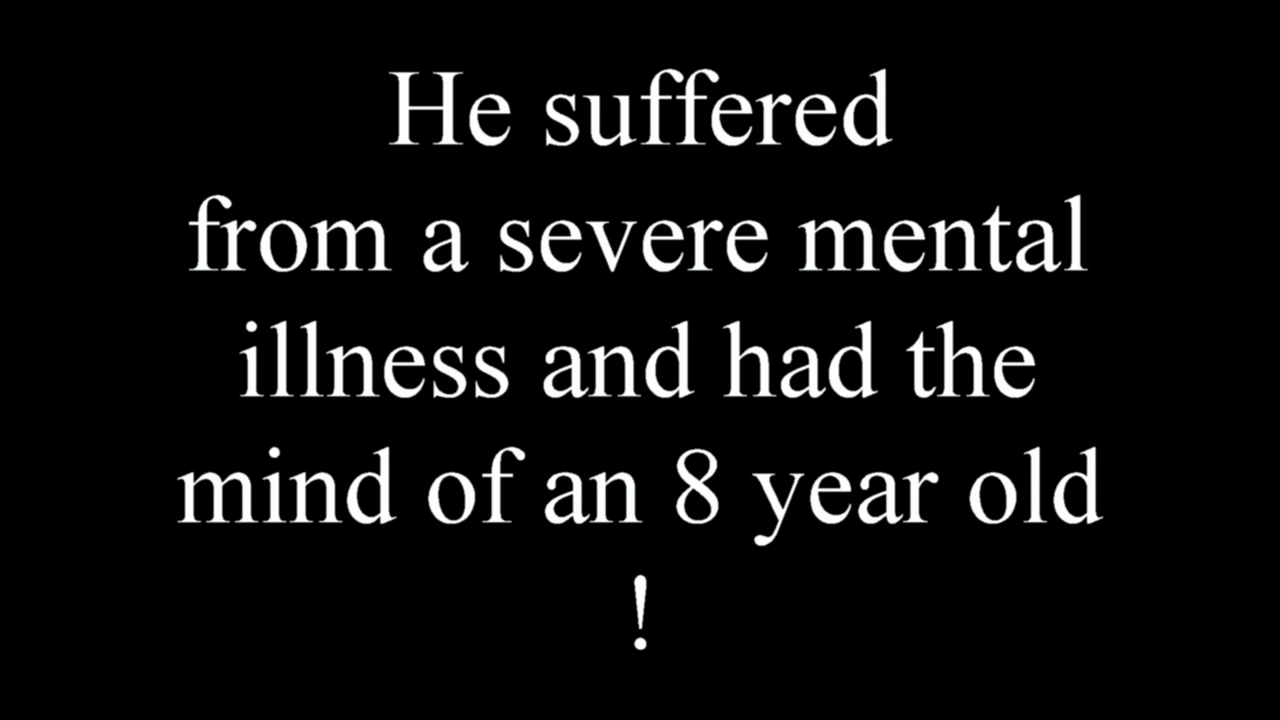 He suffered
from a severe mental
illness and had the
mind of an 8 year old
!